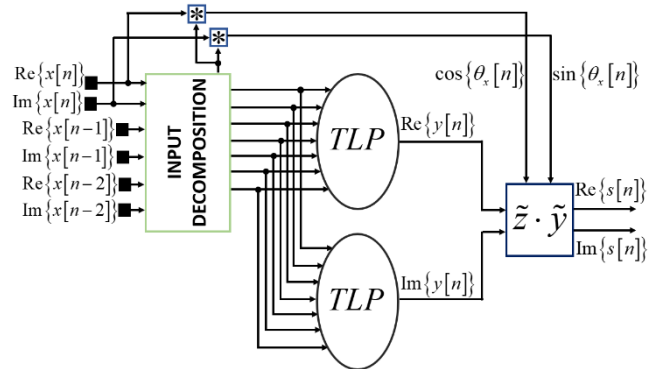 *
*
Re{x[n]}
Im{x[n]}
Re{x[n−1]}
Im{x[n−1]}
Re{x[n−2]}
Im{x[n−2]}
INPUT
DECOMPOSITION
TLP
TLP
Re{y[n]}
Im{y[n]}
cos{θₓ[n]}
sin{θₓ[n]}
z̃ · ỹ
Re{s[n]}
Im{s[n]}